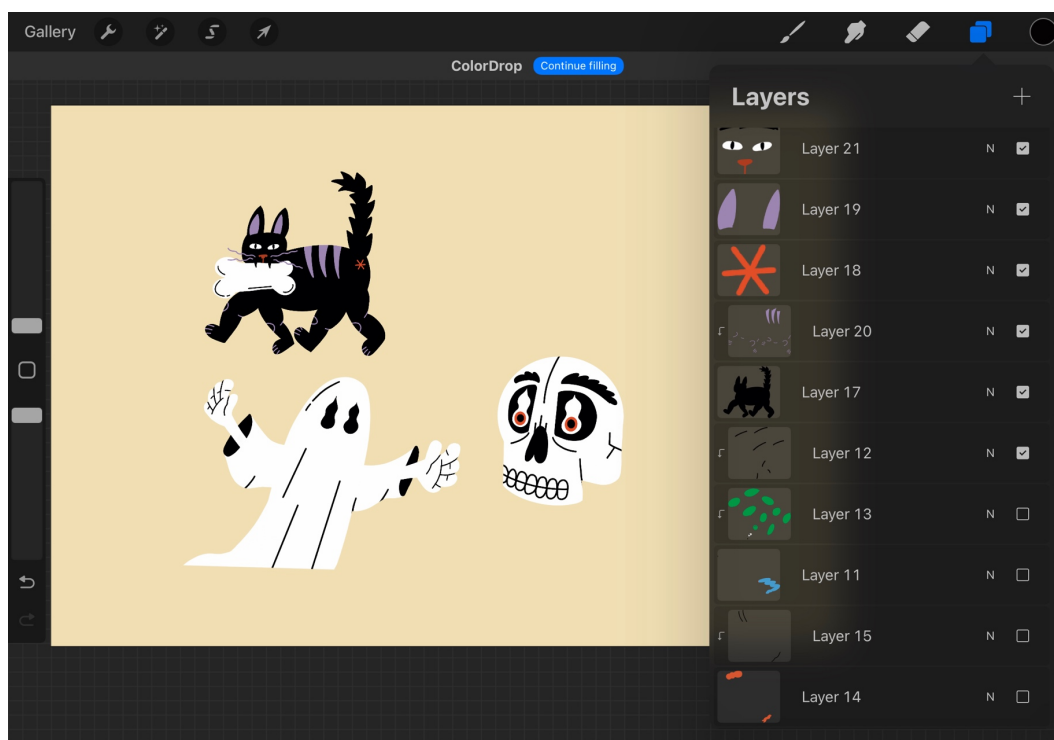 Gallery
ColorDrop Continue filling
Layers
Layer 21 N
Layer 19 N
Layer 18 N
Layer 20 N
Layer 17 N
Layer 12 N
Layer 13 N
Layer 11 N
Layer 15 N
Layer 14 N